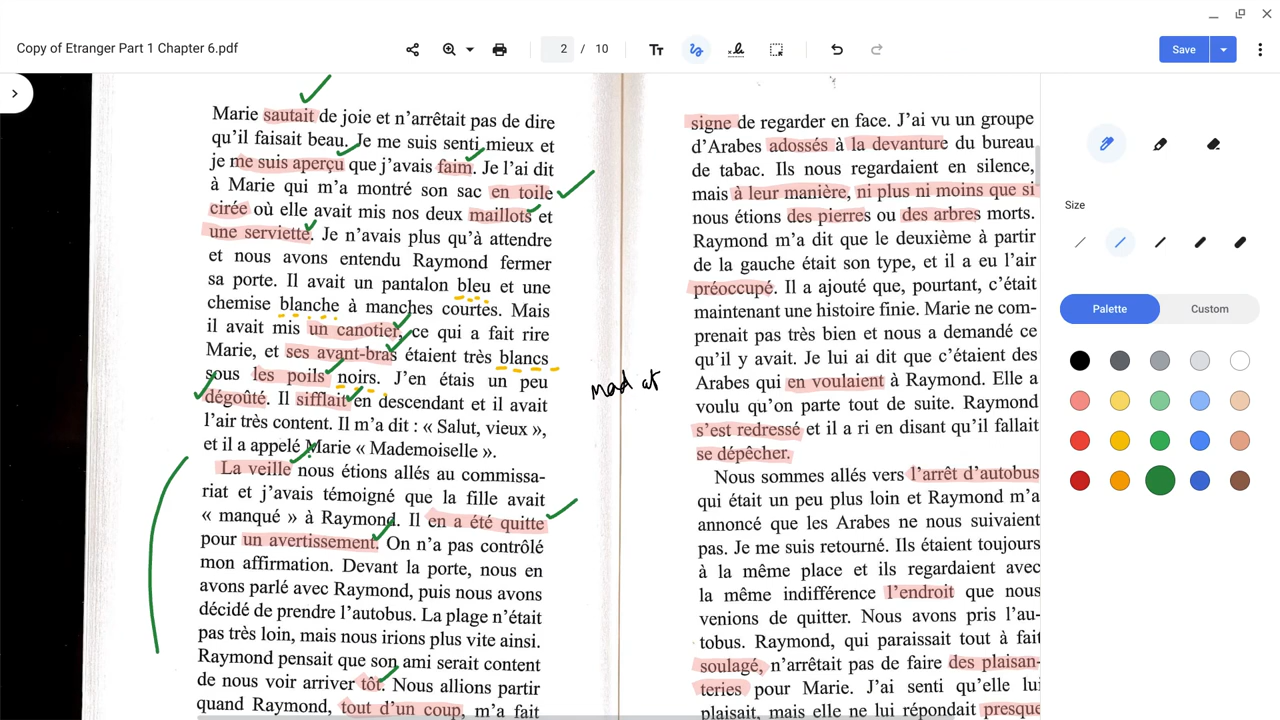 Copy of Etranger Part 1 Chapter 6.pdf
2 / 10
Save
Marie sautait de joie et n'arrêtait pas de dire
qu'il faisait beau. Je me suis senti mieux et
je me suis aperçu que j'avais faim. Je l'ai dit
à Marie qui m'a montré son sac en toile
cirée où elle avait mis nos deux maillots et
une serviette. Je n'avais plus qu'à attendre
et nous avons entendu Raymond fermer
sa porte. Il avait un pantalon bleu et une
chemise blanche à manches courtes. Mais
il avait mis un canotier, ce qui a fait rire
Marie, et ses avant-bras étaient très blancs
sous les poils noirs. J'en étais un peu
dégoûté. Il sifflait en descendant et il avait
l'air très content. Il m'a dit : « Salut, vieux »,
et il a appelé Marie « Mademoiselle ».
La veille nous étions allés au commissa-
riat et j'avais témoigné que la fille avait
« manqué » à Raymond. Il en a été quitte
pour un avertissement. On n'a pas contrôlé
mon affirmation. Devant la porte, nous en
avons parlé avec Raymond, puis nous avons
décidé de prendre l'autobus. La plage n'était
pas très loin, mais nous irions plus vite ainsi.
Raymond pensait que son ami serait content
de nous voir arriver tôt. Nous allions partir
quand Raymond, tout d'un coup, m'a fait
mad at
signe de regarder en face. J'ai vu un groupe
d'Arabes adossés à la devanture du bureau
de tabac. Ils nous regardaient en silence,
mais à leur manière, ni plus ni moins que si
nous étions des pierres ou des arbres morts.
Raymond m'a dit que le deuxième à partir
de la gauche était son type, et il a eu l'air
préoccupé. Il a ajouté que, pourtant, c'était
maintenant une histoire finie. Marie ne com-
prenait pas très bien et nous a demandé ce
qu'il y avait. Je lui ai dit que c'étaient des
Arabes qui en voulaient à Raymond. Elle a
voulu qu'on parte tout de suite. Raymond
s'est redressé et il a ri en disant qu'il fallait
se dépêcher.
Nous sommes allés vers l'arrêt d'autobus
qui était un peu plus loin et Raymond m'a
annoncé que les Arabes ne nous suivaient
pas. Je me suis retourné. Ils étaient toujours
à la même place et ils regardaient avec
la même indifférence l'endroit que nous
venions de quitter. Nous avons pris l'au-
tobus. Raymond, qui paraissait tout à fait
soulagé, n'arrêtait pas de faire des plaisan-
teries pour Marie. J'ai senti qu'elle lui
plaisait, mais elle ne lui répondait presque
Size
Palette
Custom